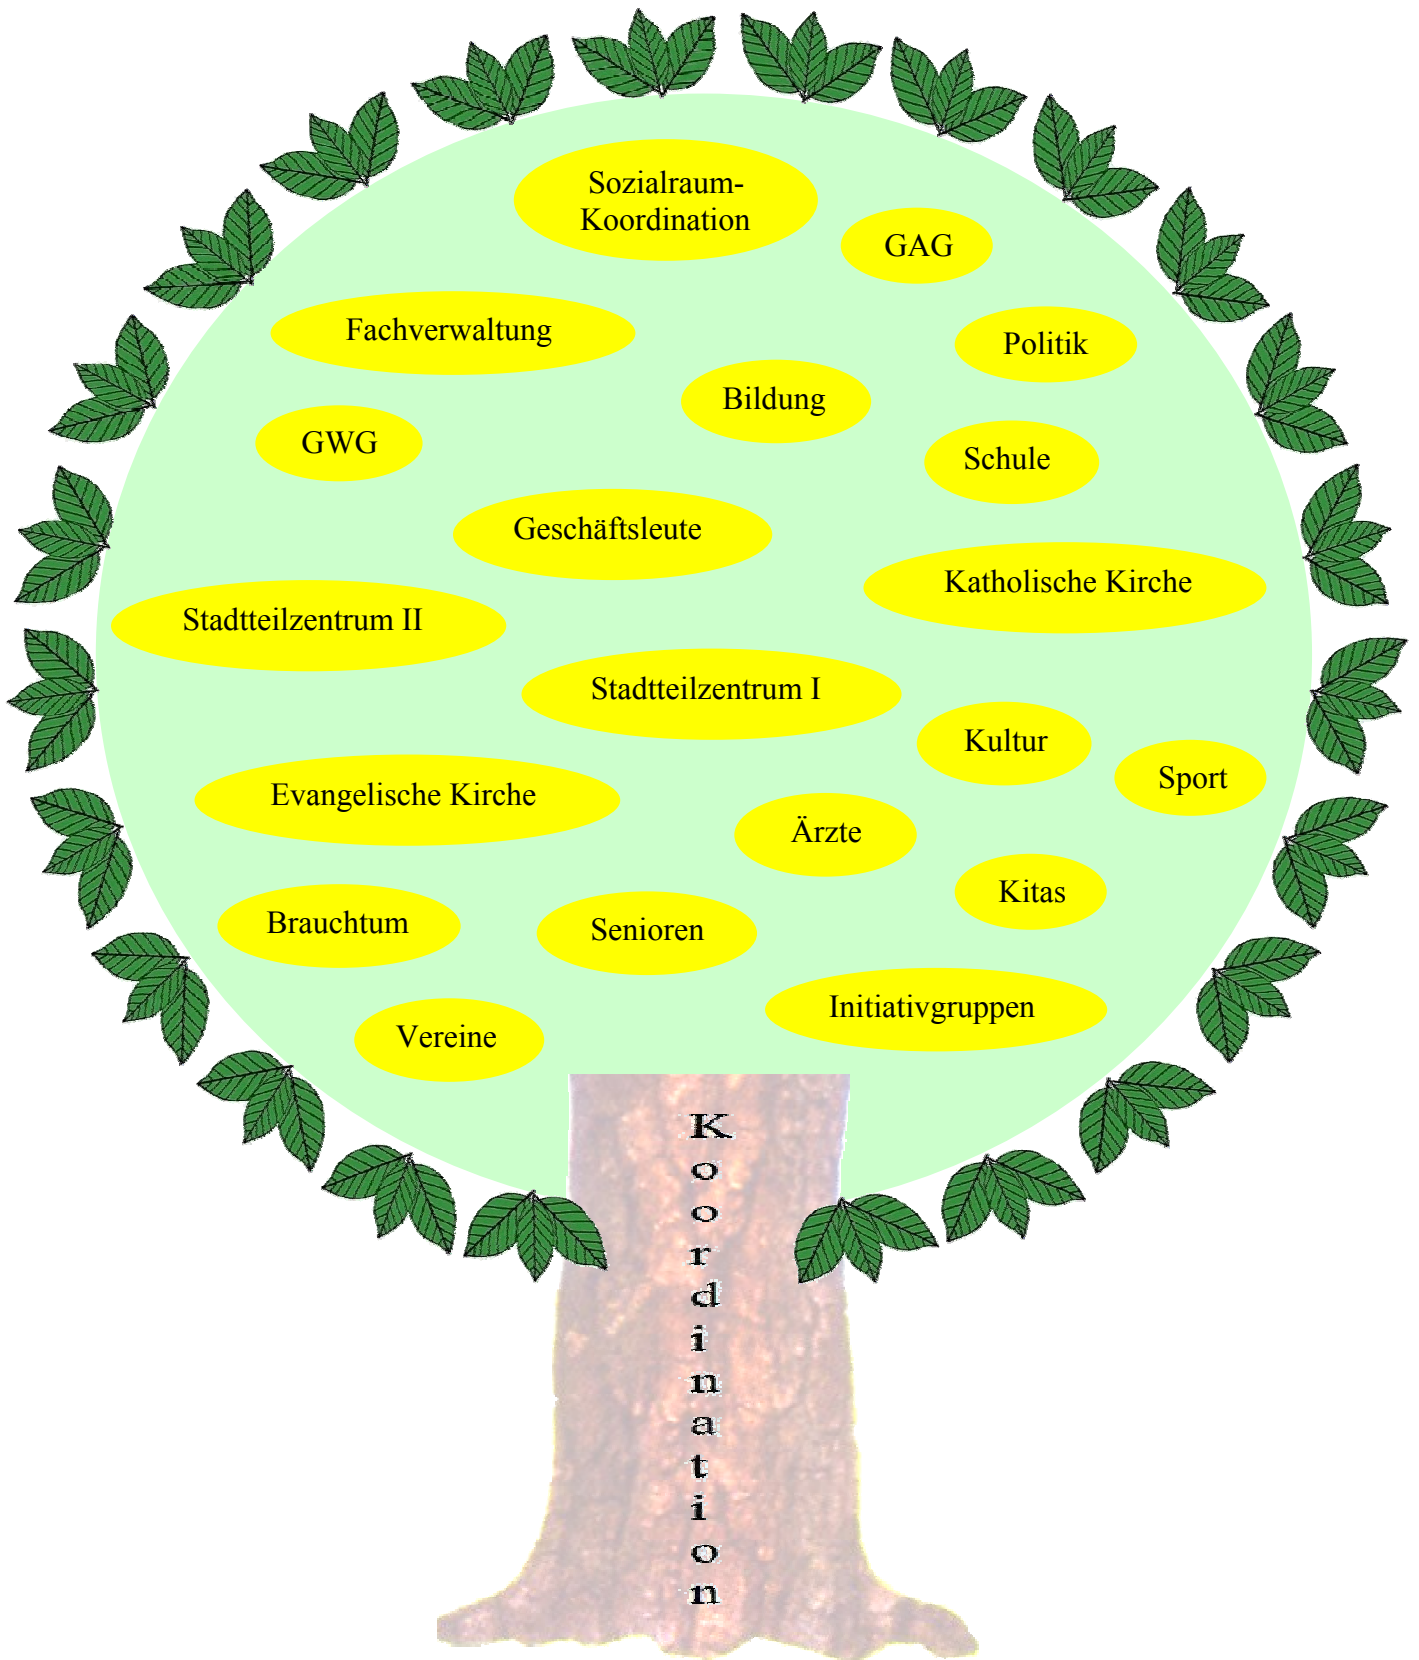 Sozialraum-
Koordination
GAG
Fachverwaltung
Politik
Bildung
GWG
Schule
Geschäftsleute
Katholische Kirche
Stadtteilzentrum II
Stadtteilzentrum I
Kultur
Sport
Evangelische Kirche
Ärzte
Kitas
Brauchtum
Senioren
Initiativgruppen
Vereine
Koordination